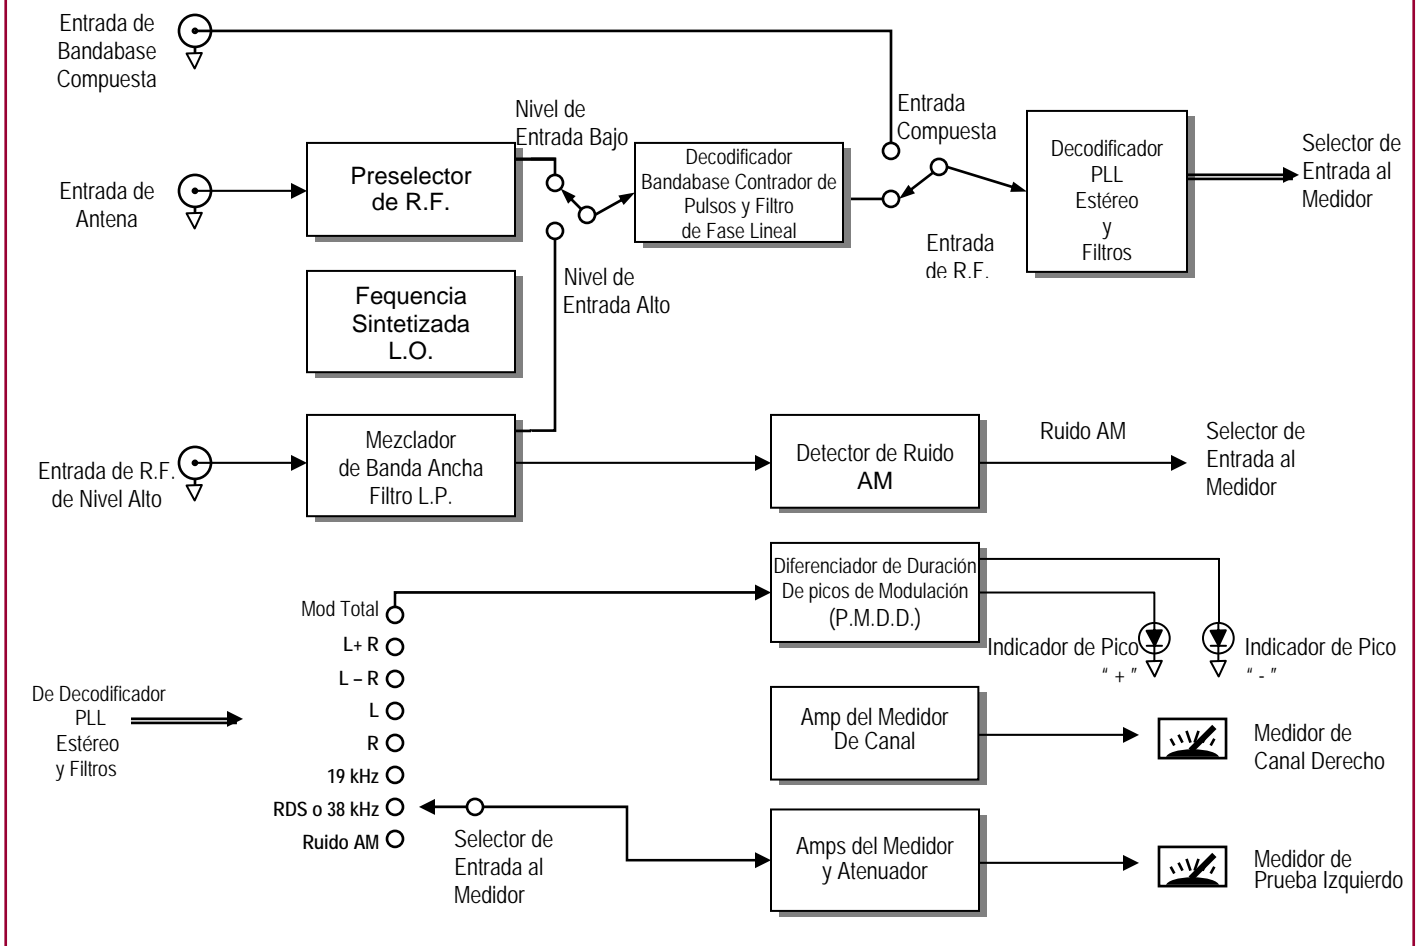 Entrada de
Bandabase
Compuesta
Nivel de
Entrada Bajo
Entrada
Compuesta
Entrada de
Antena
Preselector
de R.F.
Decodificador
Bandabase Contrador de
Pulsos y Filtro
de Fase Lineal
Decodificador
PLL
Estéreo
y
Filtros
Selector de
Entrada al
Medidor
Entrada
de R.F.
Nivel de
Entrada Alto
Fequencia
Sintetizada
L.O.
Entrada de R.F.
de Nivel Alto
Mezclador
de Banda Ancha
Filtro L.P.
Detector de Ruido
AM
Ruido AM
Selector de
Entrada al
Medidor
Diferenciador de Duración
De picos de Modulación
(P.M.D.D.)
Indicador de Pico
“ + ”
Indicador de Pico
“ - ”
Mod Total
L+ R
L – R
L
R
19 kHz
RDS o 38 kHz
Ruido AM
De Decodificador
PLL
Estéreo
y Filtros
Selector de
Entrada al
Medidor
Amp del Medidor
De Canal
Medidor de
Canal Derecho
Amps del Medidor
y Atenuador
Medidor de
Prueba Izquierdo